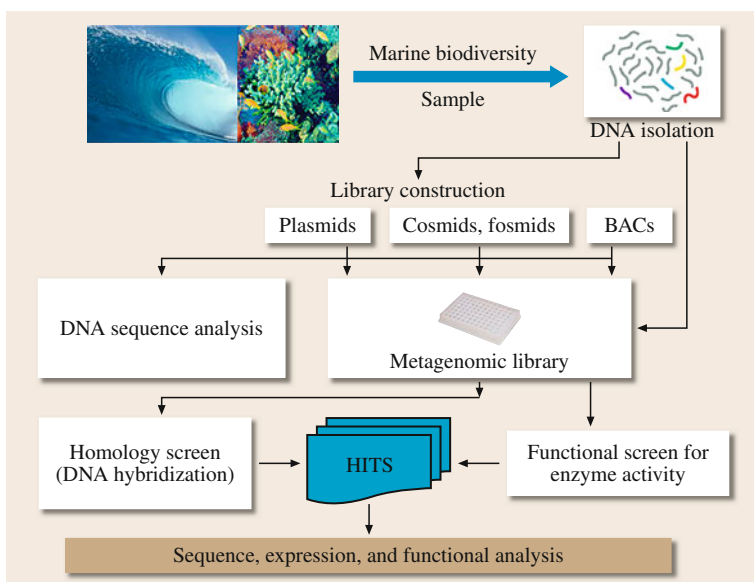 Marine biodiversity
Sample
DNA isolation
Library construction
Plasmids
Cosmids, fosmids
BACs
DNA sequence analysis
Metagenomic library
Homology screen
(DNA hybridization)
HITS
Functional screen for
enzyme activity
Sequence, expression, and functional analysis